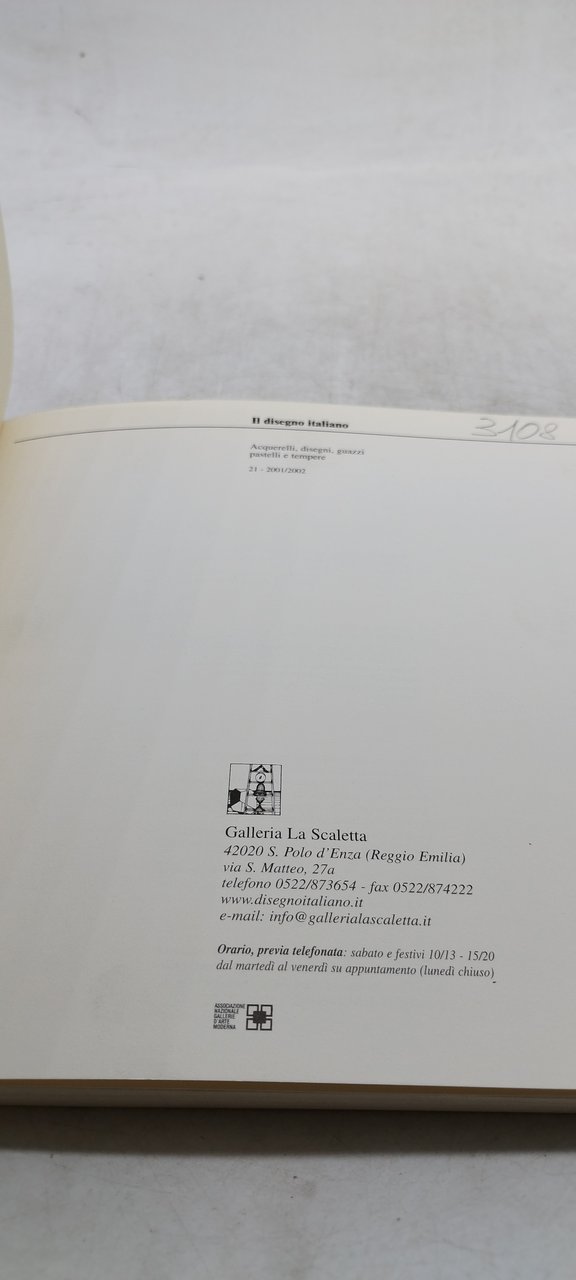 Il disegno italiano
3108
Acquerelli, disegni, guazzi
pastelli e tempere
21 - 2001/2002
Galleria La Scaletta
42020 S. Polo d'Enza (Reggio Emilia)
via S. Matteo, 27a
telefono 0522/873654 - fax 0522/874222
www.disegnoitaliano.it
e-mail: info@gallerialascaletta.it
Orario, previa telefonata: sabato e festivi 10/13 - 15/20
dal martedì al venerdì su appuntamento (lunedì chiuso)
ASSOCIAZIONE
NAZIONALE
GALLERIE
D'ARTE
MODERNA